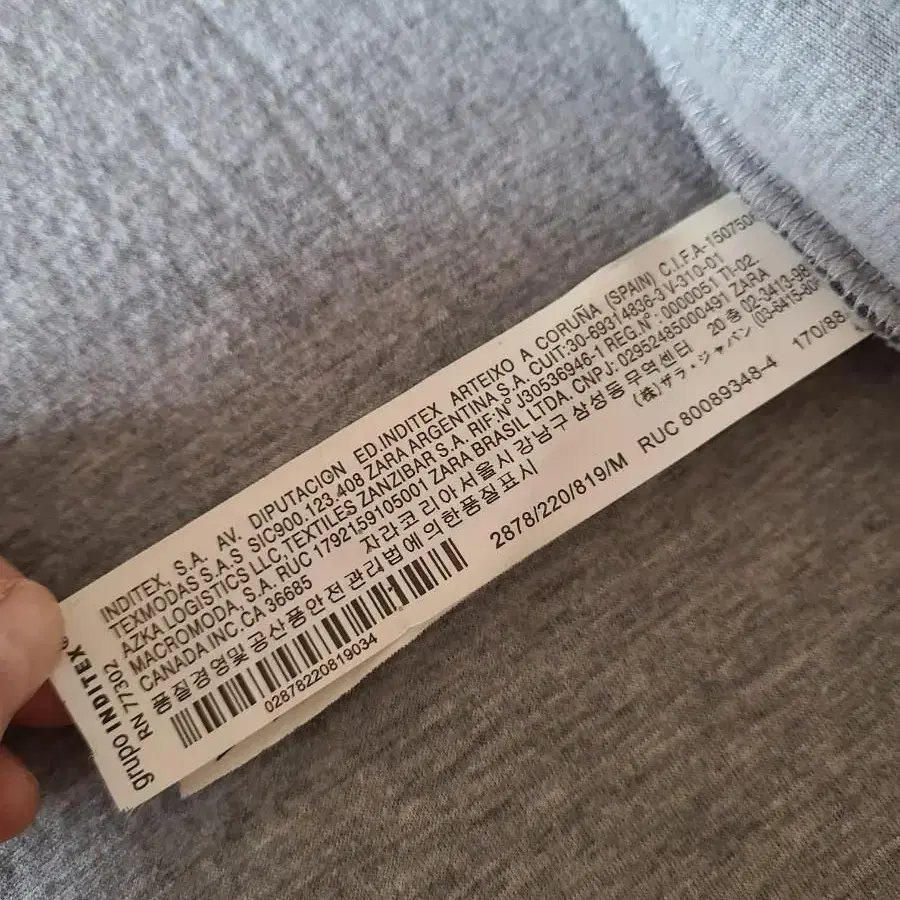 grupo INDITEX®
RN 77302
INDITEX, S.A. AV. DIPUTACION ED.INDITEX ARTEIXO A CORUÑA (SPAIN) C.I.F.A-150750
TEXMODAS S.A.S SIC900.123.408 ZARA ARGENTINA S.A. CUIT:30-69314836-3 V-310-01
AZKA LOGISTICS LLC, TEXTILES ZANZIBAR S.A. RIF:Nº J30536946-1 REG.Nº: 0000051 TI-02.
MACROMODA, S.A. RUC 1792159105001 ZARA BRASIL LTDA. CNPJ: 02952485000491 ZARA
CANADA INC. CA 36685 자라코리아 서울시 강남구 삼성동 무역센터 20 층 02-3413-98
품질경영및공산품안전관리법에 의한품질표시 (株) ザラ・ジャパン (03-6415-80
02878220819034
2878/220/819/M RUC 80089348-4 170/88